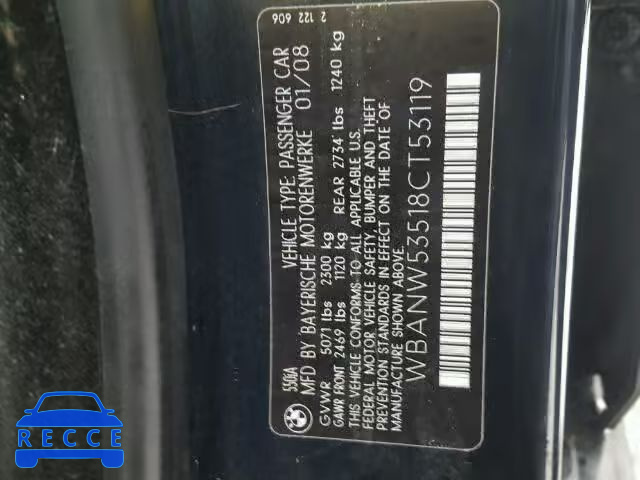 550iA VEHICLE TYPE: PASSENGER CAR 2 122 606
MFD BY BAYERISCHE MOTORENWERKE 01/08
GVWR 5071 lbs 2300 kg
GAWR FRONT 2469 lbs 1120 kg REAR 2734 lbs 1240 kg
THIS VEHICLE CONFORMS TO ALL APPLICABLE U.S.
FEDERAL MOTOR VEHICLE SAFETY, BUMPER AND THEFT
PREVENTION STANDARDS IN EFFECT ON THE DATE OF
MANUFACTURE SHOWN ABOVE.
WBANW53518CT53119
RECCE